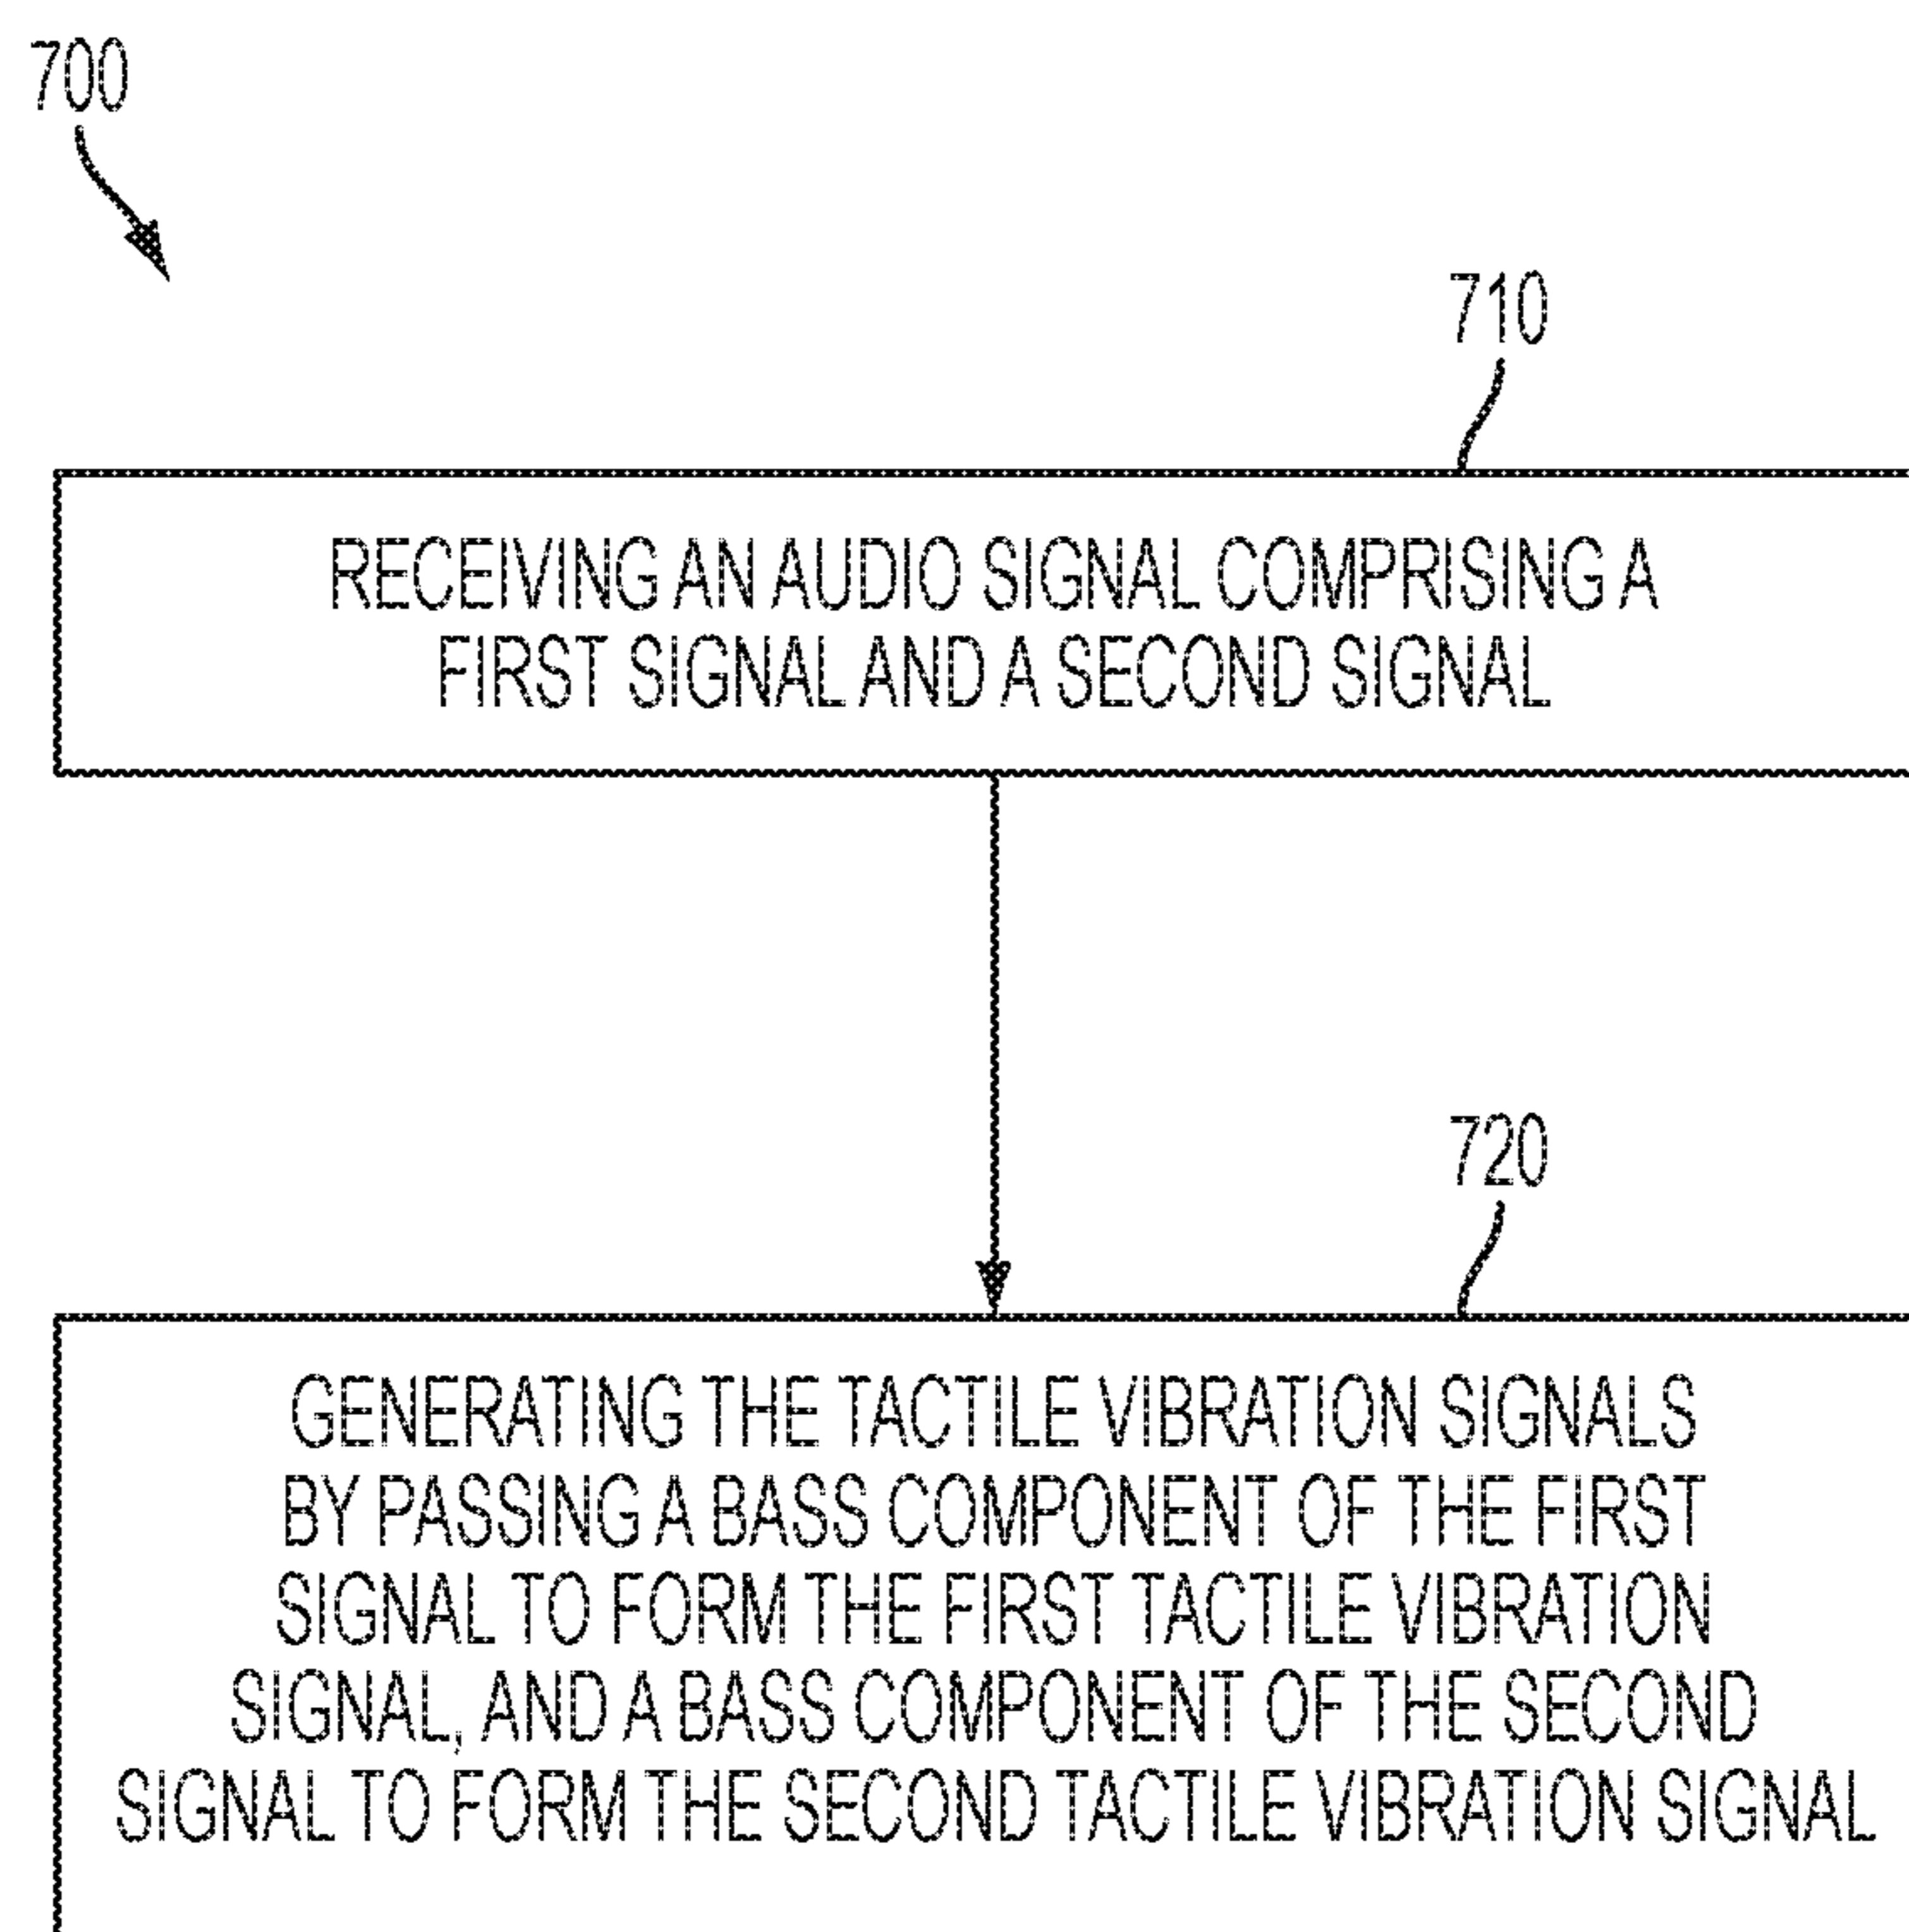 700
710
RECEIVING AN AUDIO SIGNAL COMPRISING A
FIRST SIGNAL AND A SECOND SIGNAL
720
GENERATING THE TACTILE VIBRATION SIGNALS
BY PASSING A BASS COMPONENT OF THE FIRST
SIGNAL TO FORM THE FIRST TACTILE VIBRATION
SIGNAL, AND A BASS COMPONENT OF THE SECOND
SIGNAL TO FORM THE SECOND TACTILE VIBRATION SIGNAL